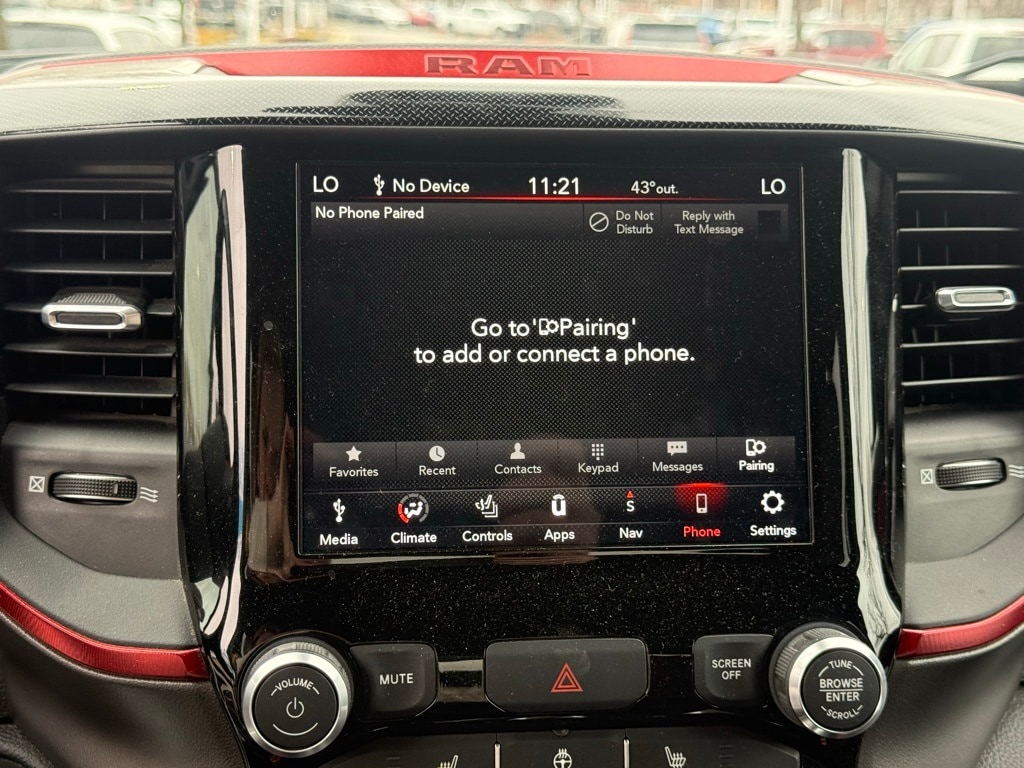 RAM
LO No Device 11:21 43°out. LO
No Phone Paired
Do Not
Disturb
Reply with
Text Message
Go to 'Pairing'
to add or connect a phone.
Favorites Recent Contacts Keypad Messages Pairing
S
Media Climate Controls Apps Nav Phone Settings
VOLUME
MUTE
SCREEN
OFF
TUNE
BROWSE
ENTER
SCROLL